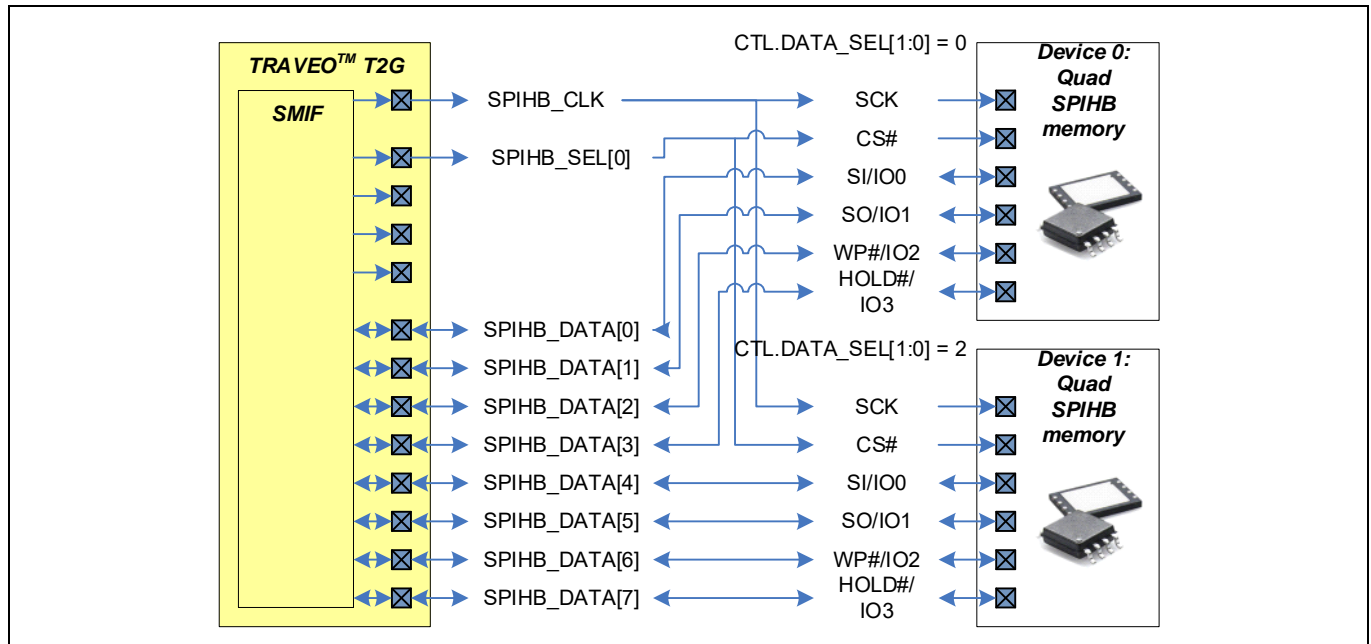 TRAVEO™ T2G
SMIF
SPIHB_CLK
SPIHB_SEL[0]
SPIHB_DATA[0]
SPIHB_DATA[1]
SPIHB_DATA[2]
SPIHB_DATA[3]
SPIHB_DATA[4]
SPIHB_DATA[5]
SPIHB_DATA[6]
SPIHB_DATA[7]
CTL.DATA_SEL[1:0] = 0
SCK
CS#
SI/IO0
SO/IO1
WP#/IO2
HOLD#/
IO3
Device 0:
Quad
SPIHB
memory
CTL.DATA_SEL[1:0] = 2
SCK
CS#
SI/IO0
SO/IO1
WP#/IO2
HOLD#/
IO3
Device 1:
Quad
SPIHB
memory